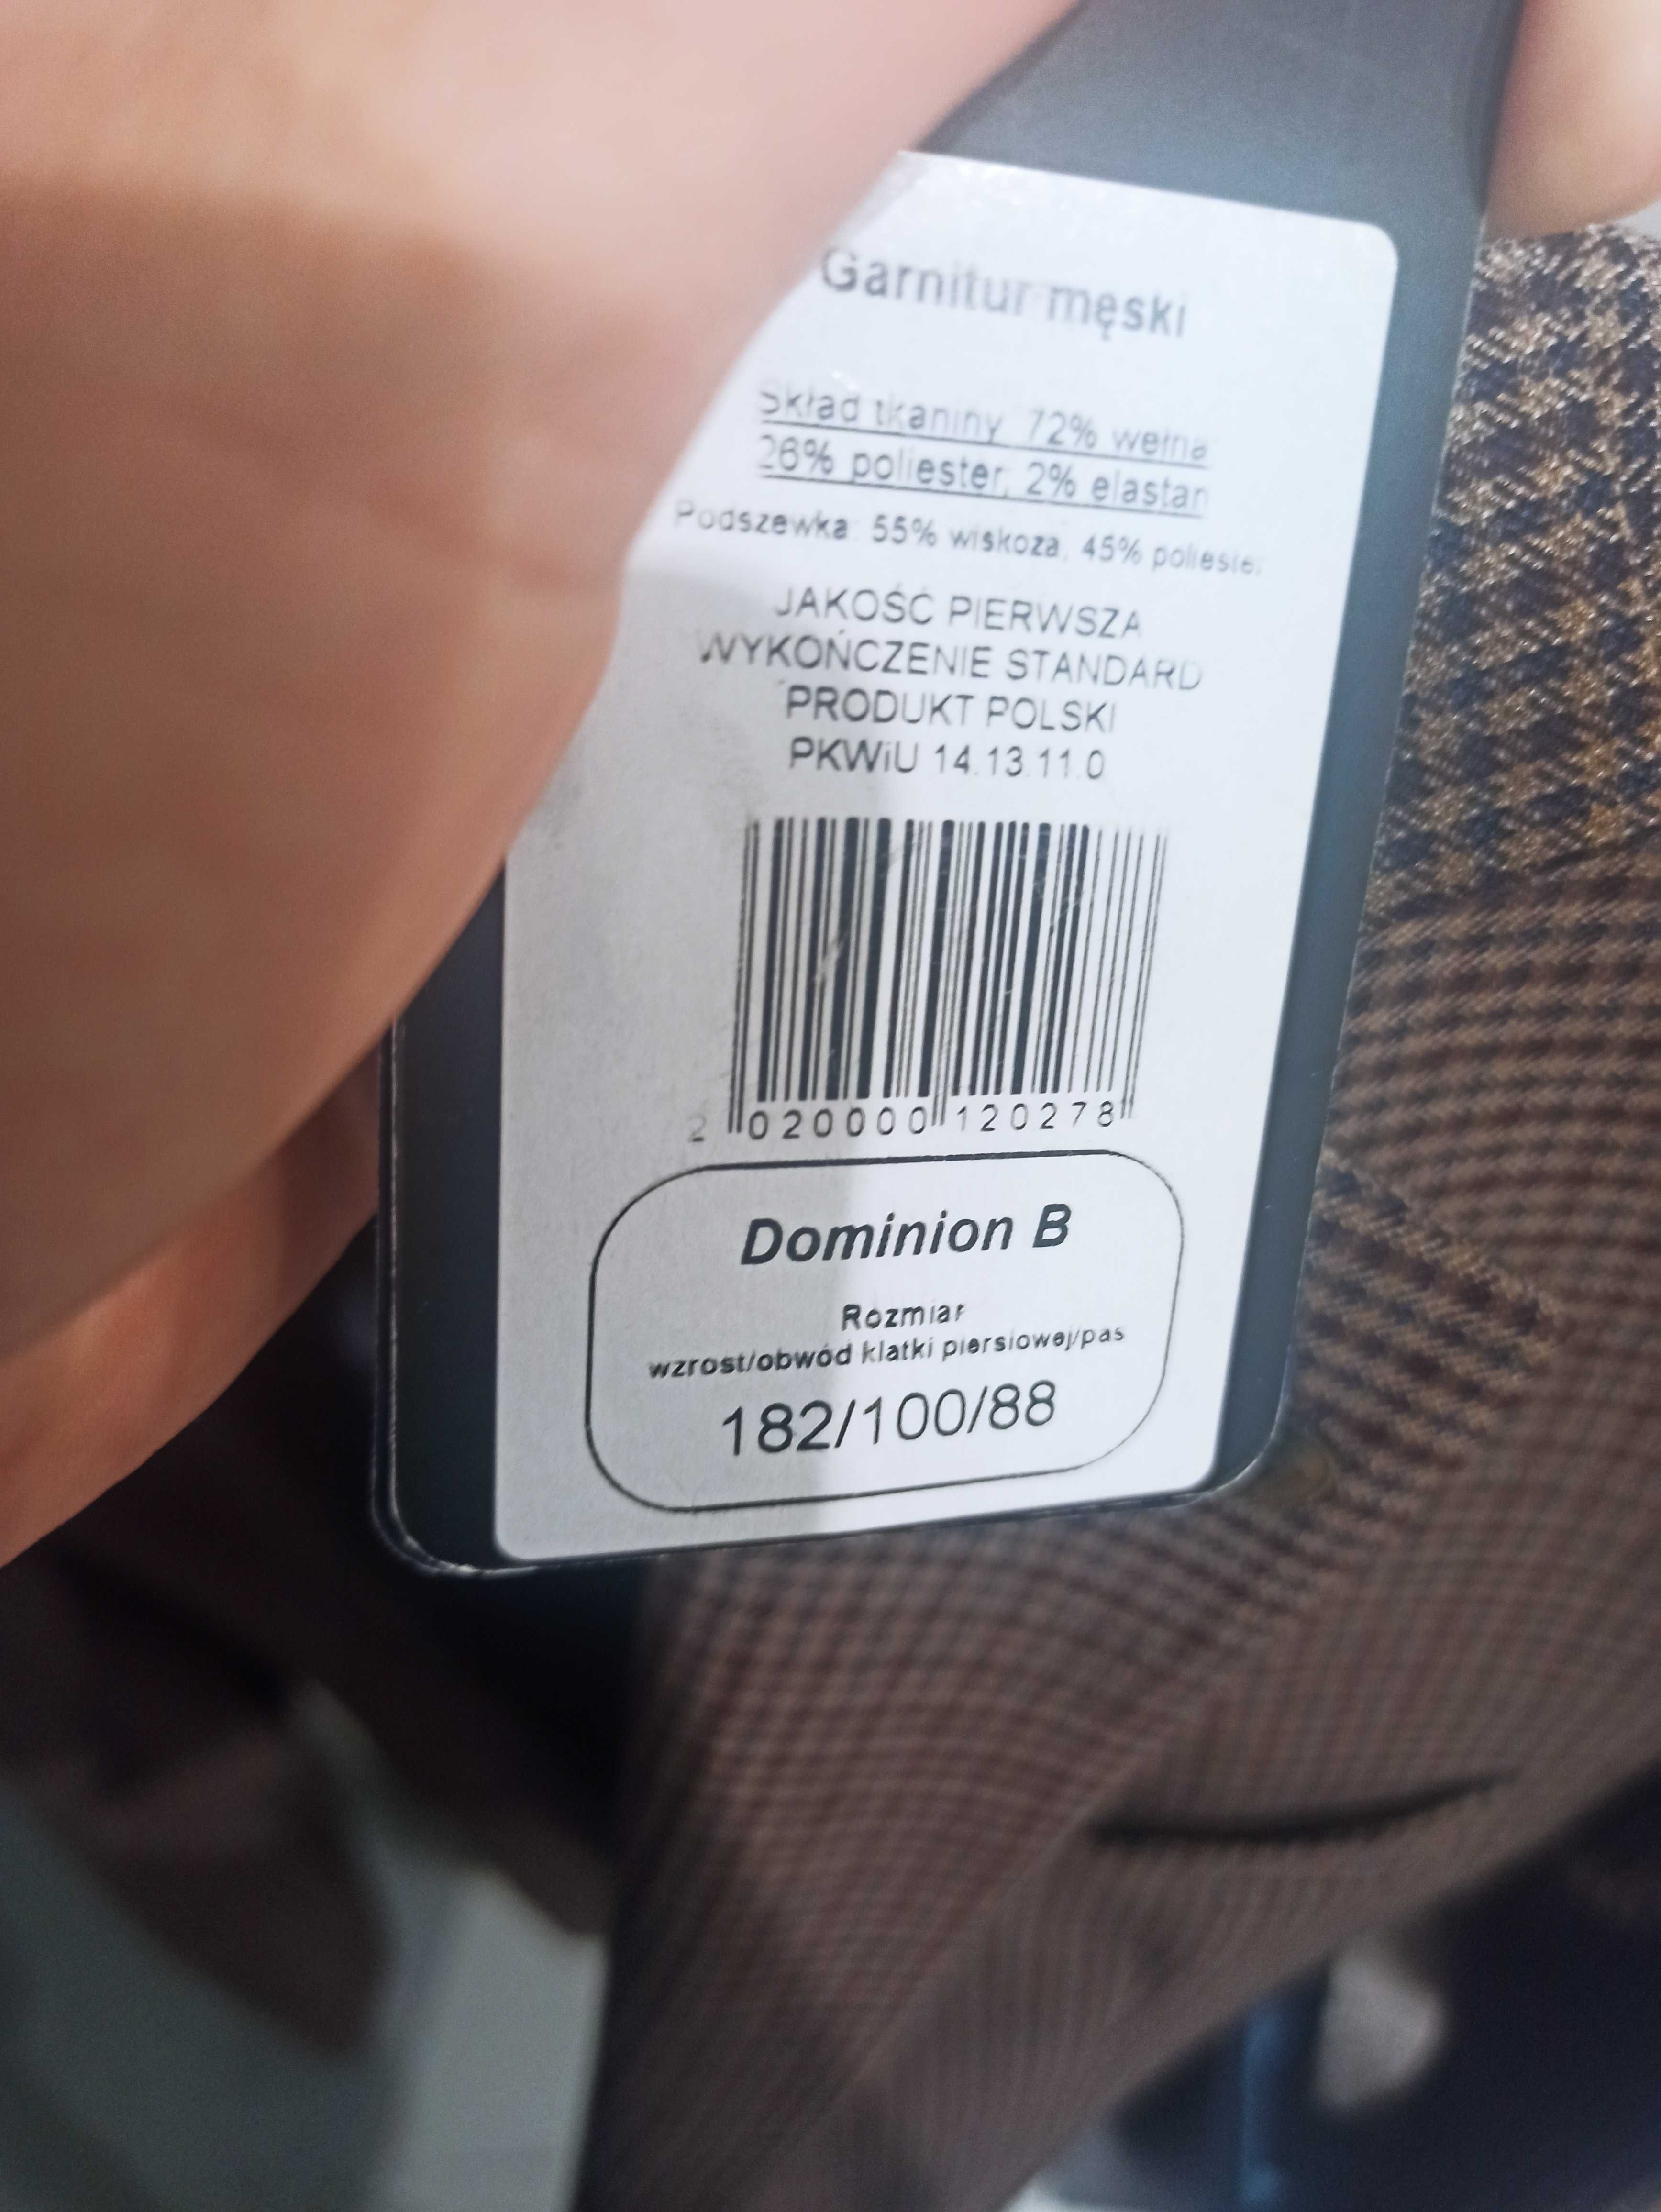 Garnitur męski
Skład tkaniny 72% wełna
26% poliester, 2% elastan
Podszewka: 55% wiskoza, 45% poliester
JAKOŚĆ PIERWSZA
WYKOŃCZENIE STANDARD
PRODUKT POLSKI
PKWiU 14.13.11.0
2 020000 120278
Dominion B
Rozmiar
wzrost/obwód klatki piersiowej/pas
182/100/88